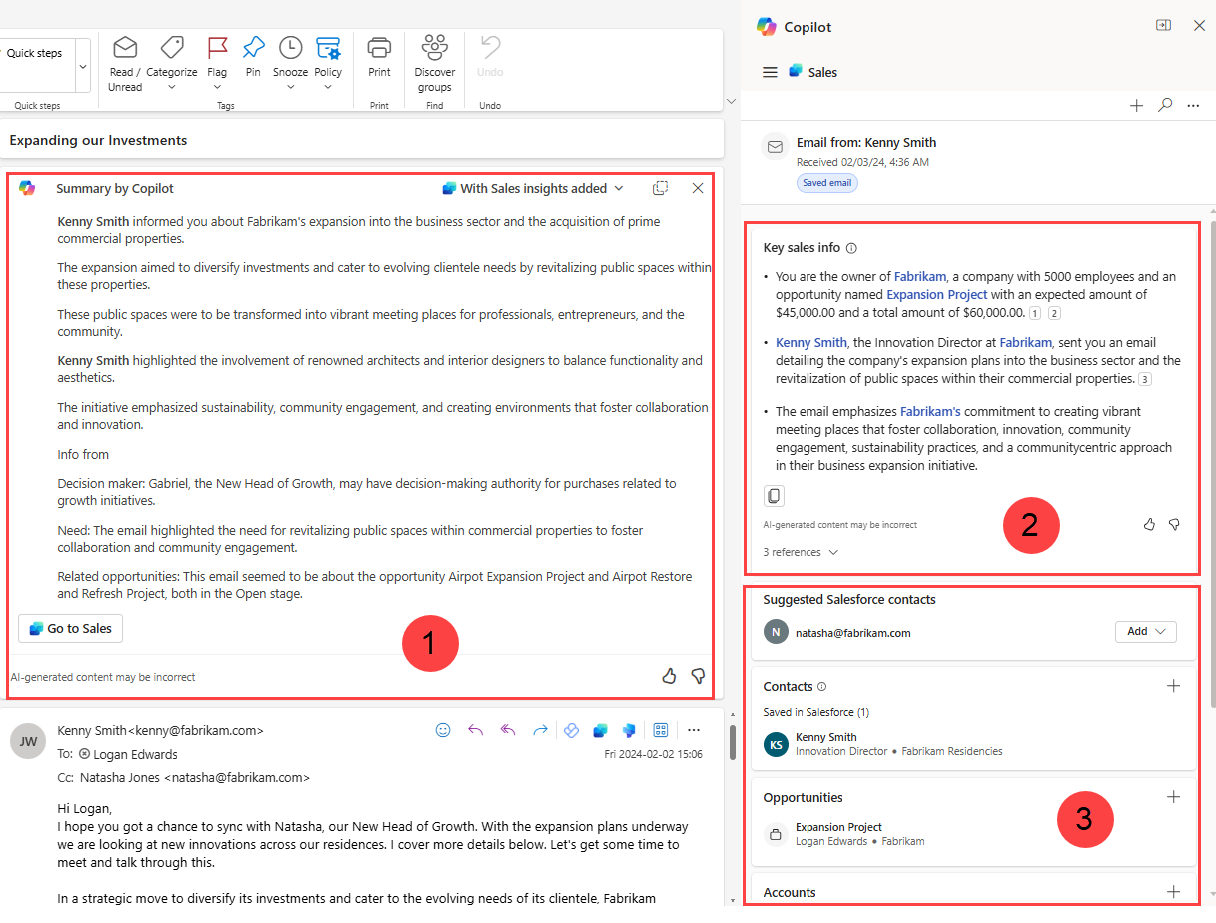 Quick steps
Read /
Unread
Categorize
Flag
Pin
Snooze
Policy
Print
Discover
groups
Undo
Quick steps
Tags
Print
Find
Undo
Expanding our Investments
Summary by Copilot
With Sales insights added
Kenny Smith informed you about Fabrikam's expansion into the business sector and the acquisition of prime
commercial properties.
The expansion aimed to diversify investments and cater to evolving clientele needs by revitalizing public spaces within
these properties.
These public spaces were to be transformed into vibrant meeting places for professionals, entrepreneurs, and the
community.
Kenny Smith highlighted the involvement of renowned architects and interior designers to balance functionality and
aesthetics.
The initiative emphasized sustainability, community engagement, and creating environments that foster collaboration
and innovation.
Info from
Decision maker: Gabriel, the New Head of Growth, may have decision-making authority for purchases related to
growth initiatives.
Need: The email highlighted the need for revitalizing public spaces within commercial properties to foster
collaboration and community engagement.
Related opportunities: This email seemed to be about the opportunity Airpot Expansion Project and Airpot Restore
and Refresh Project, both in the Open stage.
Go to Sales
1
AI-generated content may be incorrect
JW
Kenny Smith<kenny@fabrikam.com>
To: Logan Edwards
Fri 2024-02-02 15:06
Cc: Natasha Jones <natasha@fabrikam.com>
Hi Logan,
I hope you got a chance to sync with Natasha, our New Head of Growth. With the expansion plans underway
we are looking at new innovations across our residences. I cover more details below. Let's get some time to
meet and talk through this.
In a strategic move to diversify its investments and cater to the evolving needs of its clientele, Fabrikam
Copilot
Sales
Email from: Kenny Smith
Received 02/03/24, 4:36 AM
Saved email
Key sales info
• You are the owner of Fabrikam, a company with 5000 employees and an
opportunity named Expansion Project with an expected amount of
$45,000.00 and a total amount of $60,000.00. 1 2
• Kenny Smith, the Innovation Director at Fabrikam, sent you an email
detailing the company's expansion plans into the business sector and the
revitalization of public spaces within their commercial properties. 3
• The email emphasizes Fabrikam's commitment to creating vibrant
meeting places that foster collaboration, innovation, community
engagement, sustainability practices, and a communitycentric approach
in their business expansion initiative.
AI-generated content may be incorrect
2
3 references
Suggested Salesforce contacts
N
natasha@fabrikam.com
Add
Contacts
Saved in Salesforce (1)
KS
Kenny Smith
Innovation Director • Fabrikam Residencies
Opportunities
Expansion Project
Logan Edwards • Fabrikam
3
Accounts